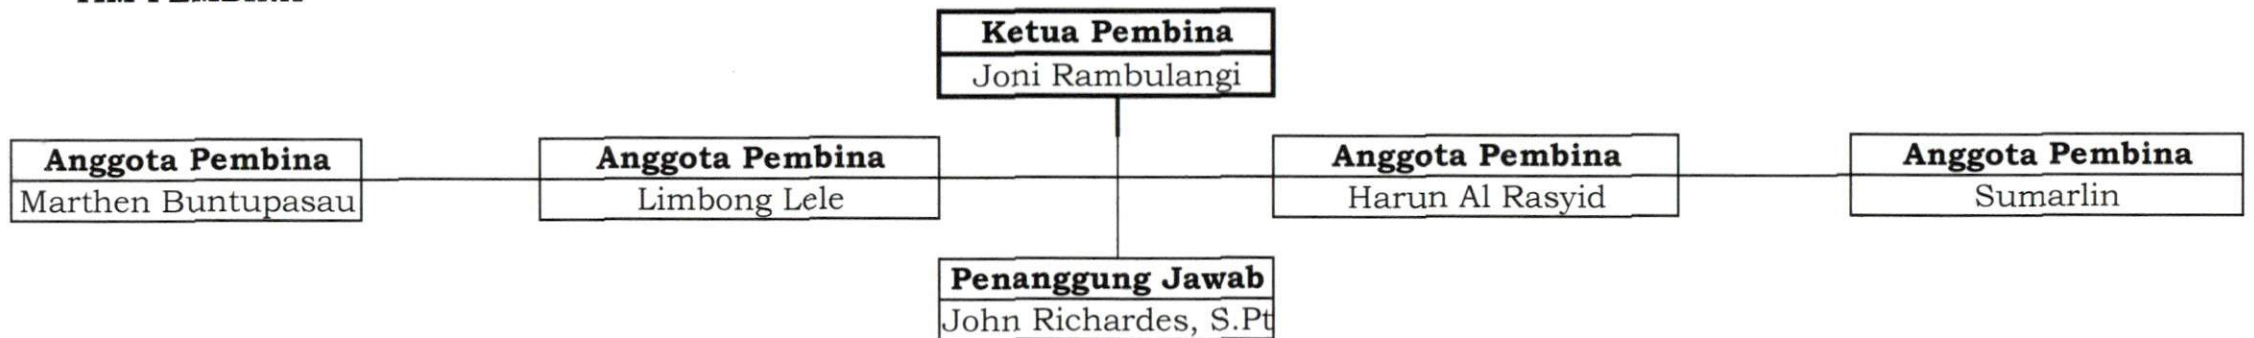 Ketua Pembina
Joni Rambulangi
Anggota Pembina
Marthen Buntupasau
Anggota Pembina
Limbong Lele
Anggota Pembina
Harun Al Rasyid
Anggota Pembina
Sumarlin
Penanggung Jawab
John Richardes, S.Pt